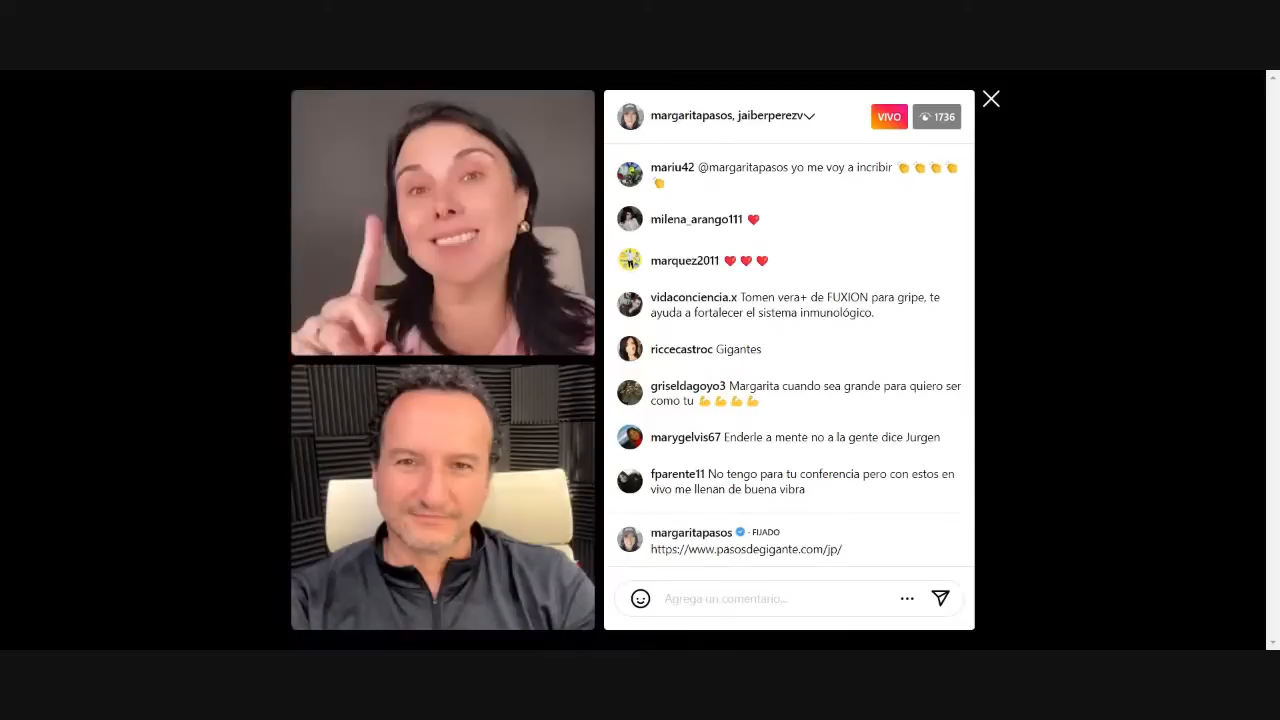 margaritapasos, jaiberperezv
VIVO
1736
mariu42 @margaritapasos yo me voy a incribir 👏 👏 👏 👏
👏
milena_arango111 ❤️
marquez2011 ❤️ ❤️ ❤️
vidaconciencia.x Tomen vera+ de FUXION para gripe, te
ayuda a fortalecer el sistema inmunológico.
riccecastroc Gigantes
griseldagoyo3 Margarita cuando sea grande para quiero ser
como tu 💪 💪 💪 💪
marygelvis67 Enderle a mente no a la gente dice Jurgen
fparente11 No tengo para tu conferencia pero con estos en
vivo me llenan de buena vibra
margaritapasos · FIJADO
https://www.pasosdegigante.com/jp/
Agrega un comentario...